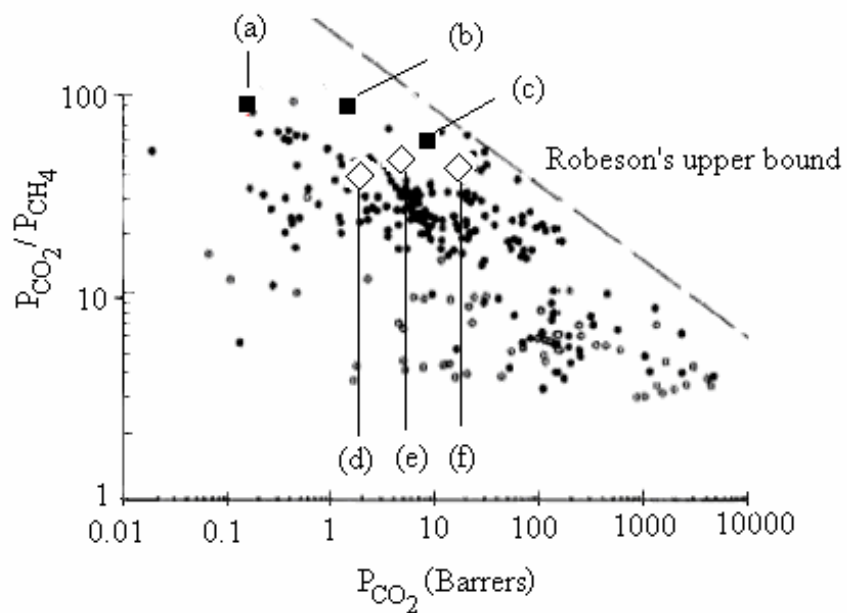 (a)
(b)
(c)
100
Robeson's upper bound
P_CO2 / P_CH4
10
(d) (e) (f)
1
0.01 0.1 1 10 100 1000 10000
P_CO2 (Barrers)